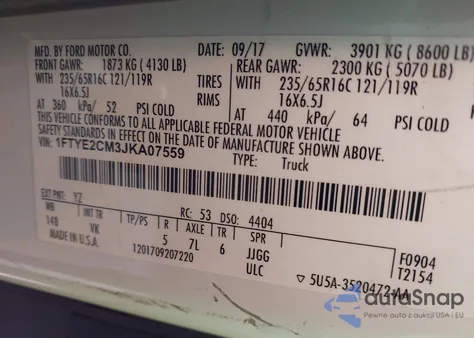 MFD. BY FORD MOTOR CO. DATE: 09/17 GVWR: 3901 KG ( 8600 LB)
FRONT GAWR: 1873 KG ( 4130 LB) REAR GAWR: 2300 KG ( 5070 LB)
WITH 235/65R16C 121/119R TIRES WITH 235/65R16C 121/119R
16X6.5J RIMS 16X6.5J
AT 360 kPa/ 52 PSI COLD AT 440 kPa/ 64 PSI COLD
THIS VEHICLE CONFORMS TO ALL APPLICABLE FEDERAL MOTOR VEHICLE
SAFETY STANDARDS IN EFFECT ON THE DATE OF MANUFACTURE SHOWN ABOVE.
VIN: 1FTYE2CM3JKA07559 TYPE: Truck
EXT PNT: YZ RC: 53 DSO: 4404
WB INT TR TP/PS R AXLE TR SPR
148 VK 5 7L 6 JJGG
ULC
MADE IN U.S.A. 1201709207220
F0904
T2154
5U5A-3520472-AA
autoSnap
Pewne auto z aukcji USA i EU